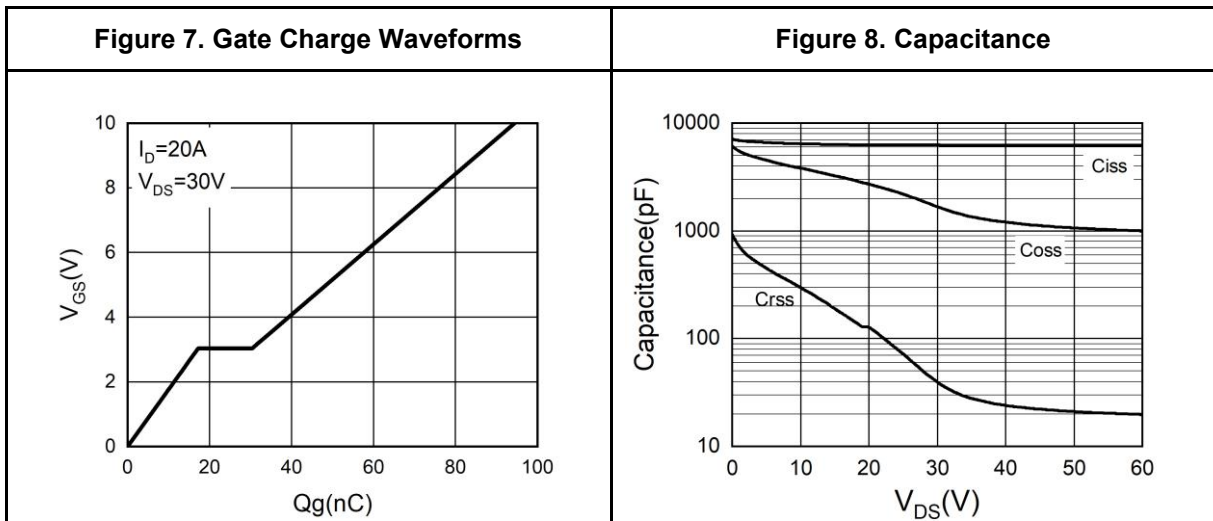 Figure 7. Gate Charge Waveforms
Figure 8. Capacitance
10
8
6
4
2
0
V_GS(V)
I_D=20A
V_DS=30V
0 20 40 60 80 100
Qg(nC)
10000
1000
100
10
Capacitance(pF)
Ciss
Coss
Crss
0 10 20 30 40 50 60
V_DS(V)